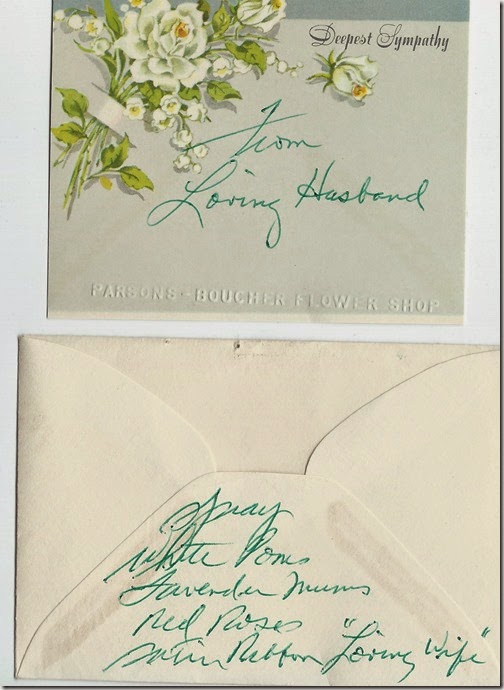 Deepest Sympathy
From
Loving Husband
PARSONS-BOUCHER FLOWER SHOP
Spray
White Poms
Lavender Mums
Red Roses
Satin Ribbon "Loving Wife"